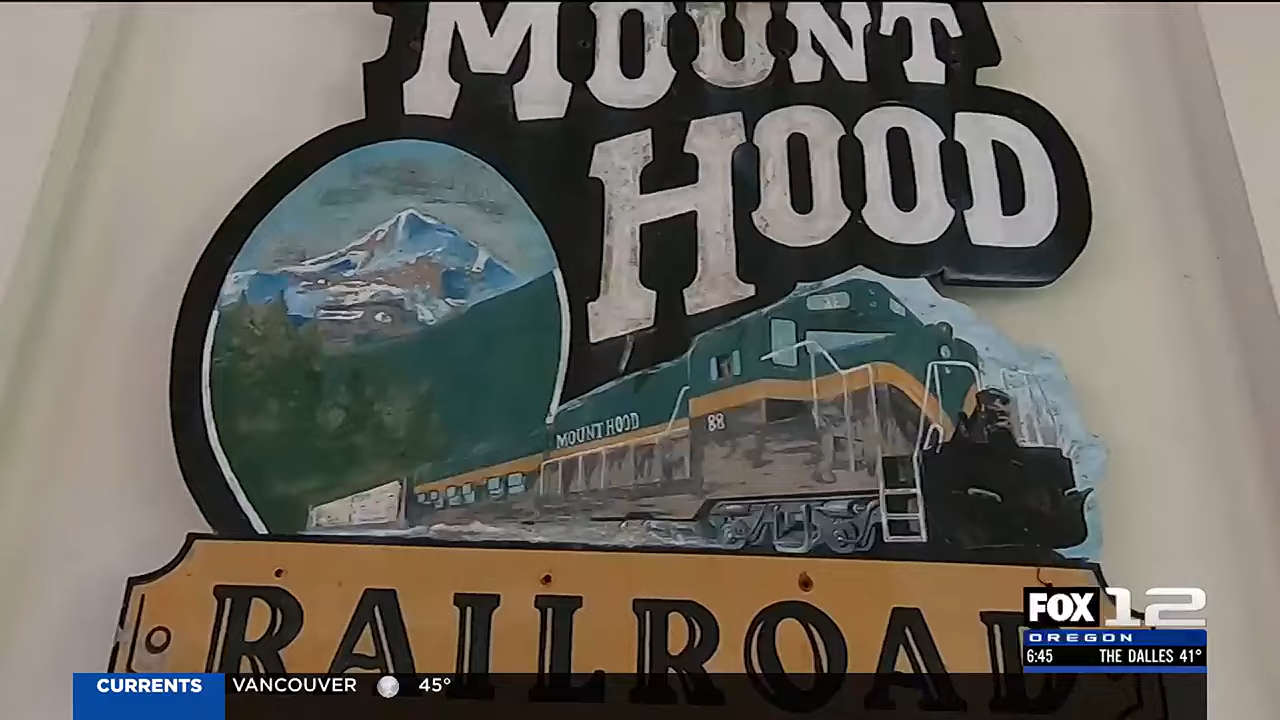 MOUNT
HOOD
MOUNT HOOD
88
RAILROAD
FOX 12
OREGON
6:45 THE DALLES 41°
CURRENTS VANCOUVER 45°